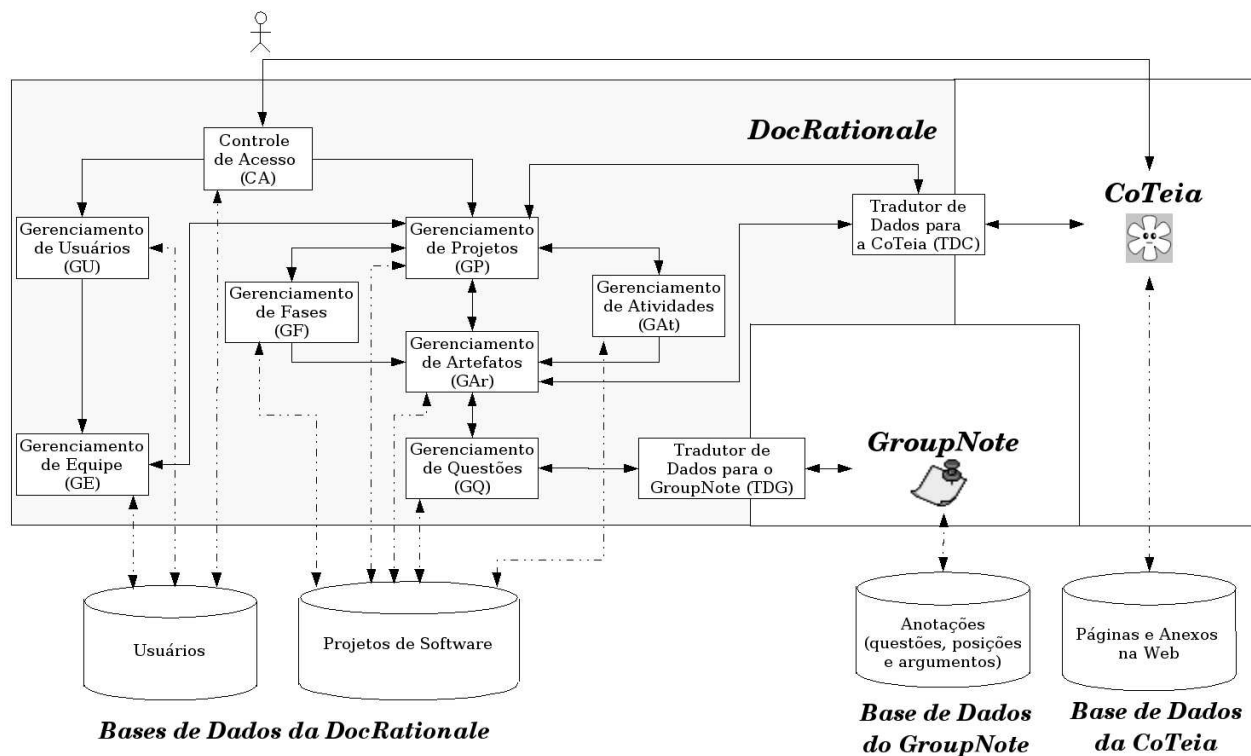 DocRationale
Controle
de Acesso
(CA)
CoTeia
Gerenciamento
de Usuários
(GU)
Gerenciamento
de Projetos
(GP)
Tradutor de
Dados para
a CoTeia (TDC)
Gerenciamento
de Fases
(GF)
Gerenciamento
de Atividades
(GAt)
Gerenciamento
de Artefatos
(GAr)
Gerenciamento
de Equipe
(GE)
Gerenciamento
de Questões
(GQ)
Tradutor de
Dados para o
GroupNote (TDG)
GroupNote
Usuários
Projetos de Software
Anotações
(questões, posições
e argumentos)
Páginas e Anexos
na Web
Bases de Dados da DocRationale
Base de Dados
do GroupNote
Base de Dados
da CoTeia